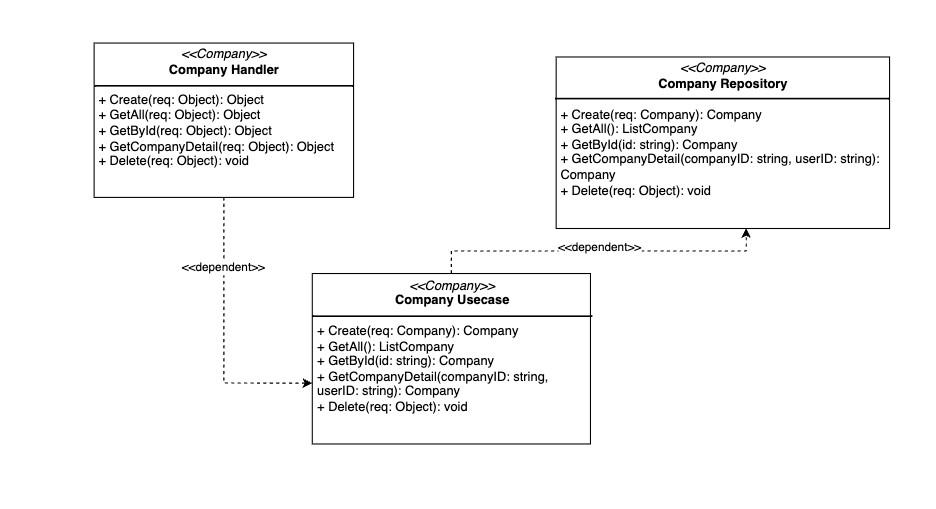 <<Company>>
Company Handler
+ Create(req: Object): Object
+ GetAll(req: Object): Object
+ GetById(req: Object): Object
+ GetCompanyDetail(req: Object): Object
+ Delete(req: Object): void
<<Company>>
Company Repository
+ Create(req: Company): Company
+ GetAll(): ListCompany
+ GetById(id: string): Company
+ GetCompanyDetail(companyID: string, userID: string):
Company
+ Delete(req: Object): void
<<dependent>>
<<dependent>>
<<Company>>
Company Usecase
+ Create(req: Company): Company
+ GetAll(): ListCompany
+ GetById(id: string): Company
+ GetCompanyDetail(companyID: string,
userID: string): Company
+ Delete(req: Object): void